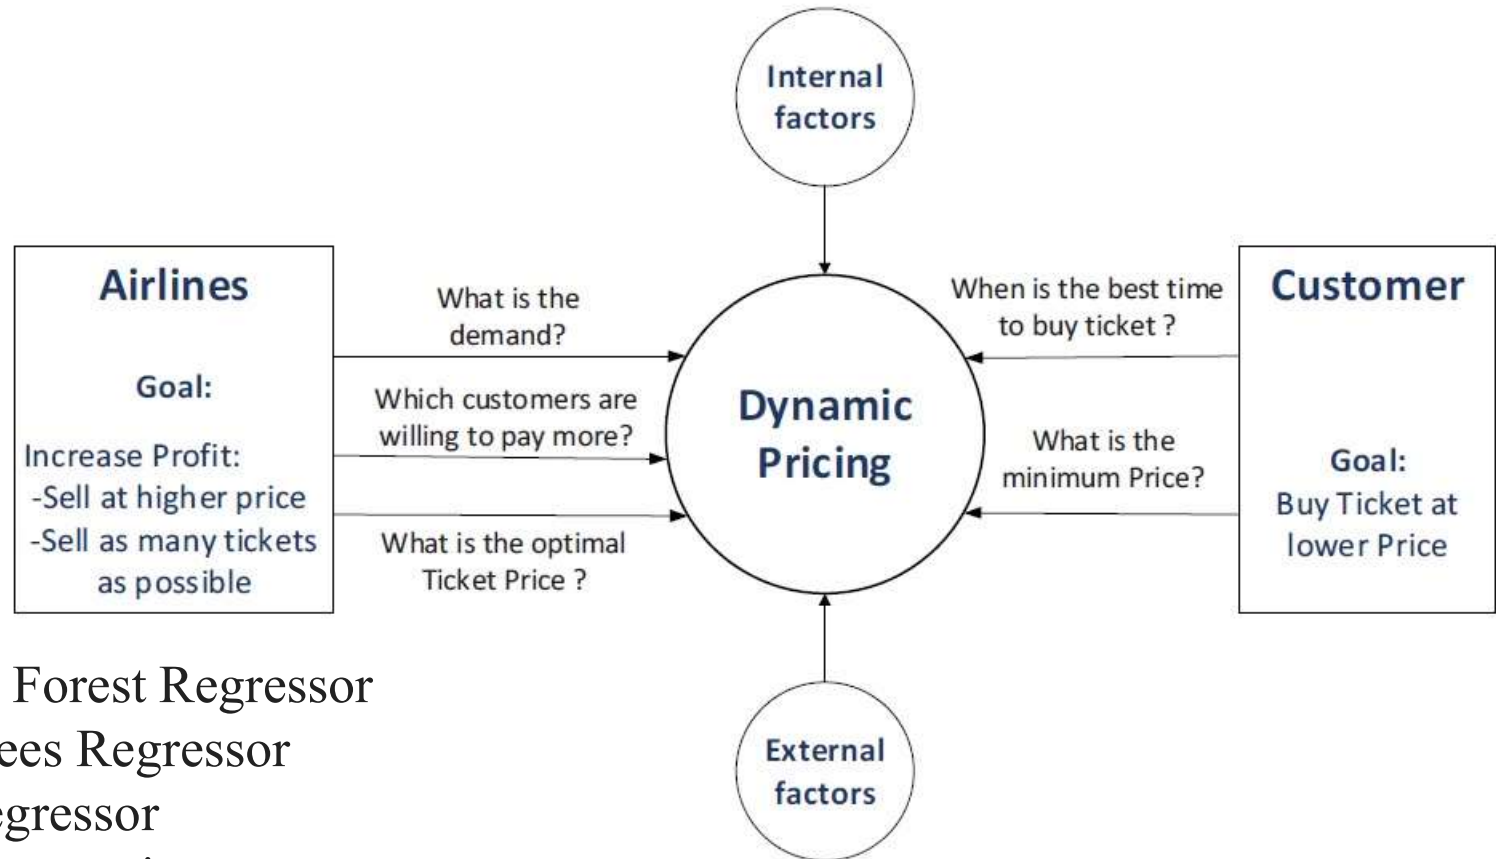 Internal
factors
Airlines
Goal:
Increase Profit:
-Sell at higher price
-Sell as many tickets
as possible
What is the
demand?
Which customers are
willing to pay more?
What is the optimal
Ticket Price ?
Dynamic
Pricing
When is the best time
to buy ticket ?
What is the
minimum Price?
Customer
Goal:
Buy Ticket at
lower Price
External
factors
Forest Regressor
Regressor